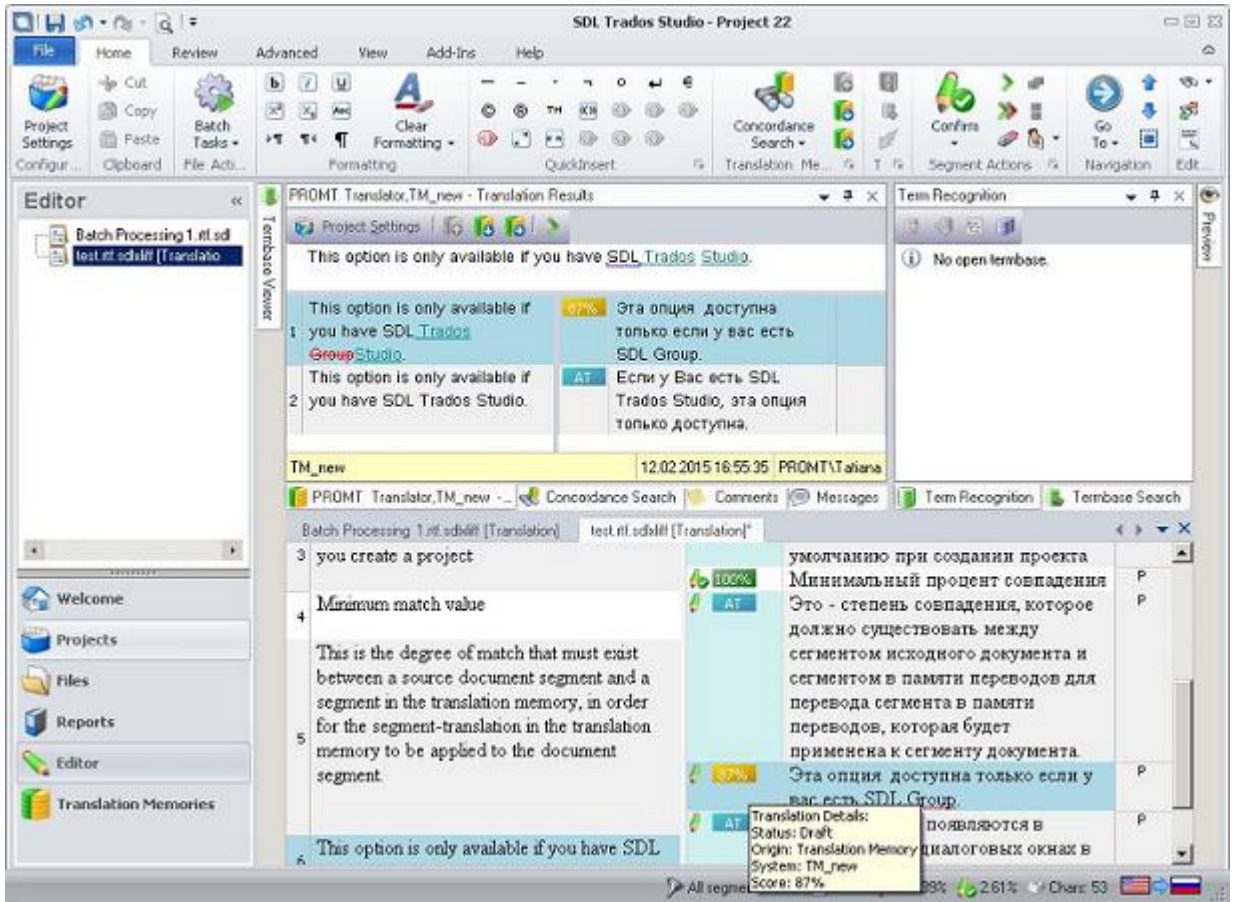 SDL Trados Studio - Project 22
File Home Review Advanced View Add-Ins Help
Project Settings
Cut
Copy
Paste
Batch Tasks
Clear Formatting
Concordance Search
Confirm
Go To
Configur... Clipboard File Acti... Formatting QuickInsert Translation Me... T Segment Actions Navigation Edit...
Editor
Batch Processing 1.rtf.sdl
test.rtf.sdlxliff [Translatio
Welcome
Projects
Files
Reports
Editor
Translation Memories
Termbase Viewer
PROMT Translator,TM_new - Translation Results
Project Settings
This option is only available if you have SDL Trados Studio.
1
This option is only available if
you have SDL Trados
GroupStudio.
87%
Эта опция доступна
только если у вас есть
SDL Group.
2
This option is only available if
you have SDL Trados Studio.
AT
Если у Вас есть SDL
Trados Studio, эта опция
только доступна.
TM_new 12.02.2015 16:55:35 PROMT\Tatiana
PROMT Translator,TM_new -... Concordance Search Comments Messages
Term Recognition
No open termbase.
Term Recognition Termbase Search
Preview
Batch Processing 1.rtf.sdlxliff [Translation] test.rtf.sdlxliff [Translation]*
3 you create a project
умолчанию при создании проекта
4 Minimum match value
100% Минимальный процент совпадения P
5
This is the degree of match that must exist
between a source document segment and a
segment in the translation memory, in order
for the segment-translation in the translation
memory to be applied to the document
segment.
AT Это - степень совпадения, которое P
должно существовать между
сегментом исходного документа и
сегментом в памяти переводов для
перевода сегмента в памяти
переводов, которая будет
применена к сегменту документа.
6 This option is only available if you have SDL
87% Эта опция доступна только если у P
вас есть SDL Group.
AT появляются в P
диалоговых окнах в
Translation Details:
Status: Draft
Origin: Translation Memory
System: TM_new
Score: 87%
All segme 2.61% Chars: 53